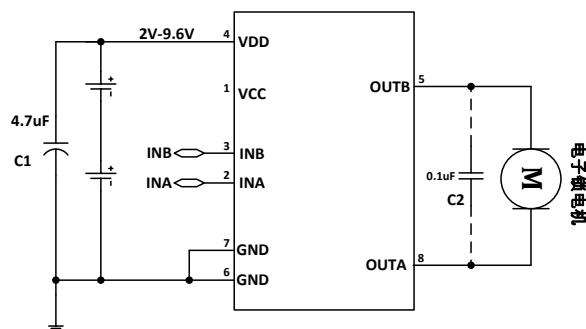 2V-9.6V
4
VDD
1
VCC
5
OUTB
4.7uF
C1
INB
3
INB
INA
2
INA
0.1uF
C2
M
电子锁电机
7
GND
6
GND
OUTA
8
+
+